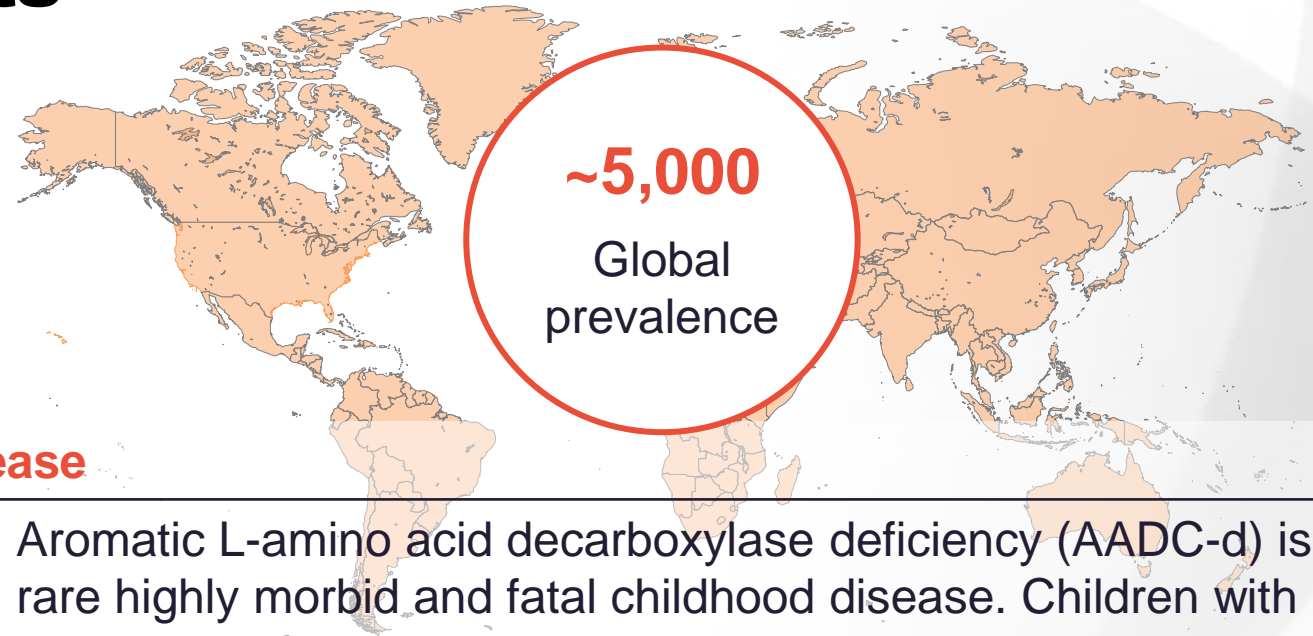 ~5,000
Global
prevalence
Aromatic L-amino acid decarboxylase deficiency (AADC-d) is
rare highly morbid and fatal childhood disease. Children with